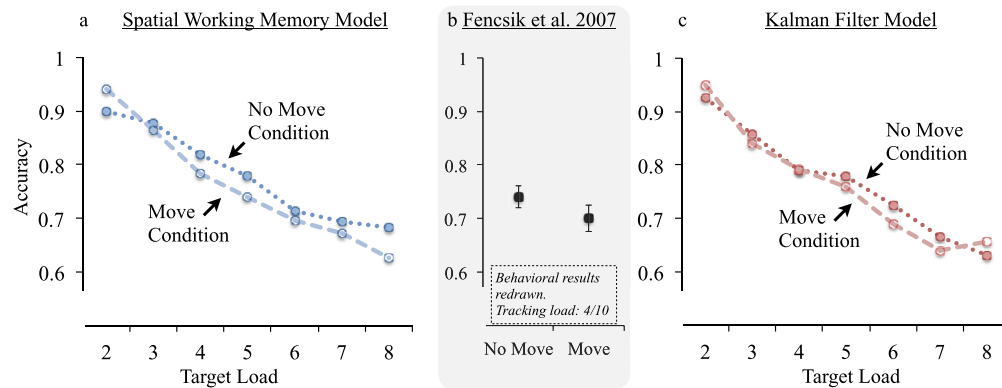 a Spatial Working Memory Model
Accuracy
1
0.9
0.8
0.7
0.6
No Move
Condition
Move
Condition
2 3 4 5 6 7 8
Target Load
b Fencsik et al. 2007
1
0.9
0.8
0.7
0.6
Behavioral results
redrawn.
Tracking load: 4/10
No Move Move
c Kalman Filter Model
1
0.9
0.8
0.7
0.6
No Move
Condition
Move
Condition
2 3 4 5 6 7 8
Target Load